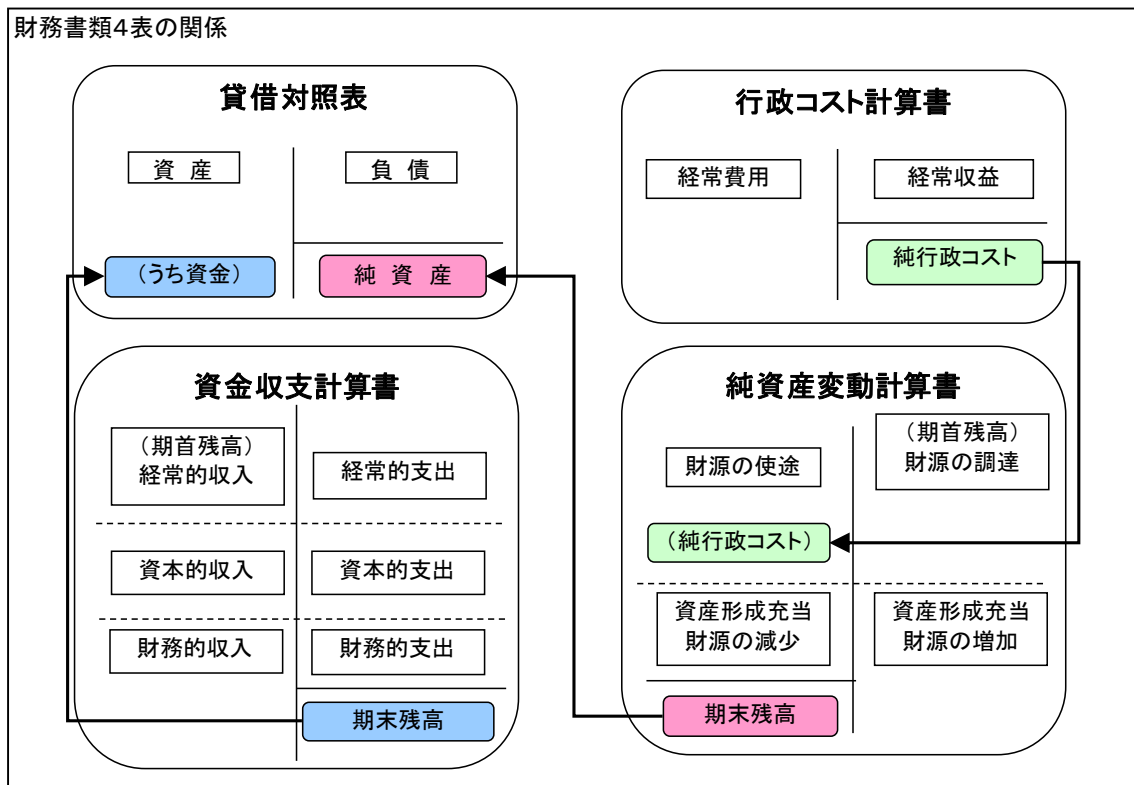 財務書類4表の関係
貸借対照表
資 産
負 債
(うち資金)
純 資 産
行政コスト計算書
経常費用
経常収益
純行政コスト
資金収支計算書
(期首残高)
経常的収入
経常的支出
資本的収入
資本的支出
財務的収入
財務的支出
期末残高
純資産変動計算書
財源の使途
(期首残高)
財源の調達
(純行政コスト)
資産形成充当
財源の減少
資産形成充当
財源の増加
期末残高